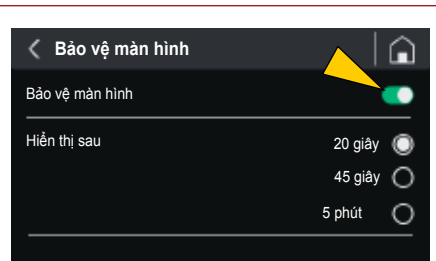 Bảo vệ màn hình
Bảo vệ màn hình
Hiển thị sau
20 giây
45 giây
5 phút